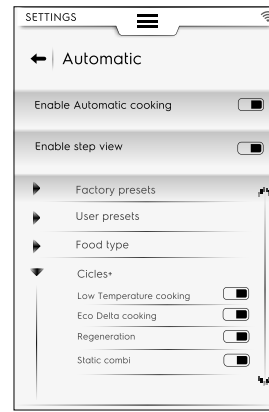 SETTINGS
Automatic
Enable Automatic cooking
Enable step view
Factory presets
User presets
Food type
Cicles+
Low Temperature cooking
Eco Delta cooking
Regeneration
Static combi